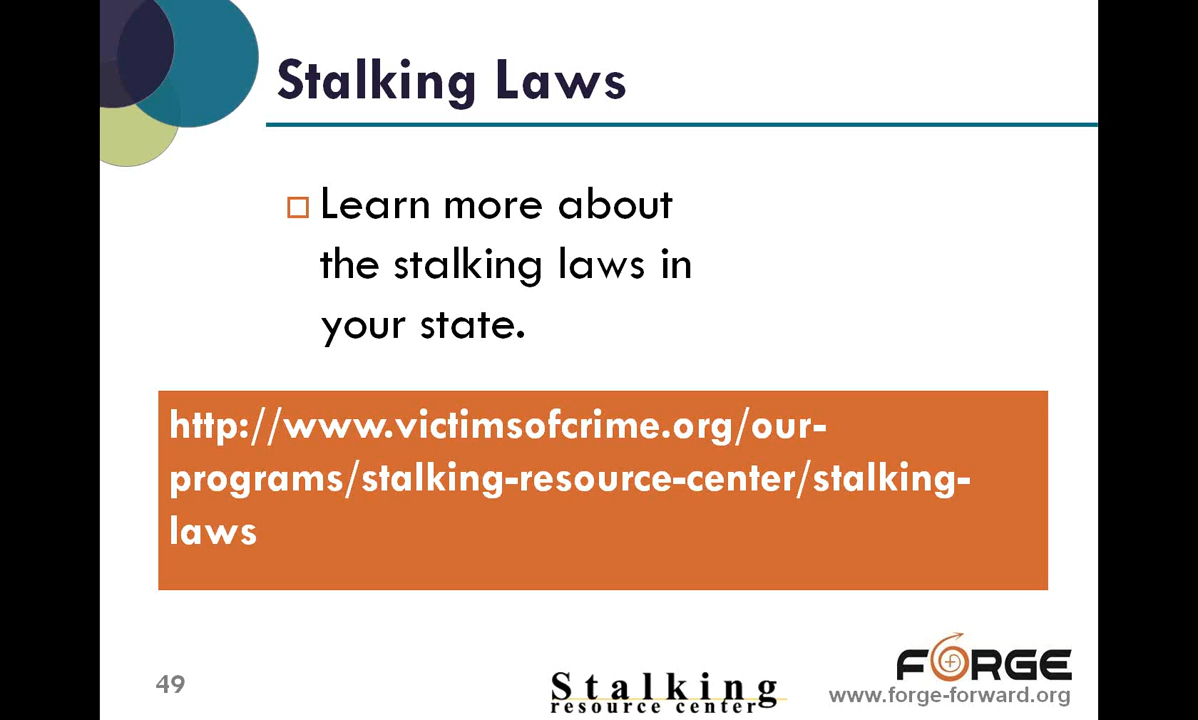 Stalking Laws
Learn more about
the stalking laws in
your state.
http://www.victimsofcrime.org/our-
programs/stalking-resource-center/stalking-
laws
49
Stalking
resource center
FORGE
www.forge-forward.org